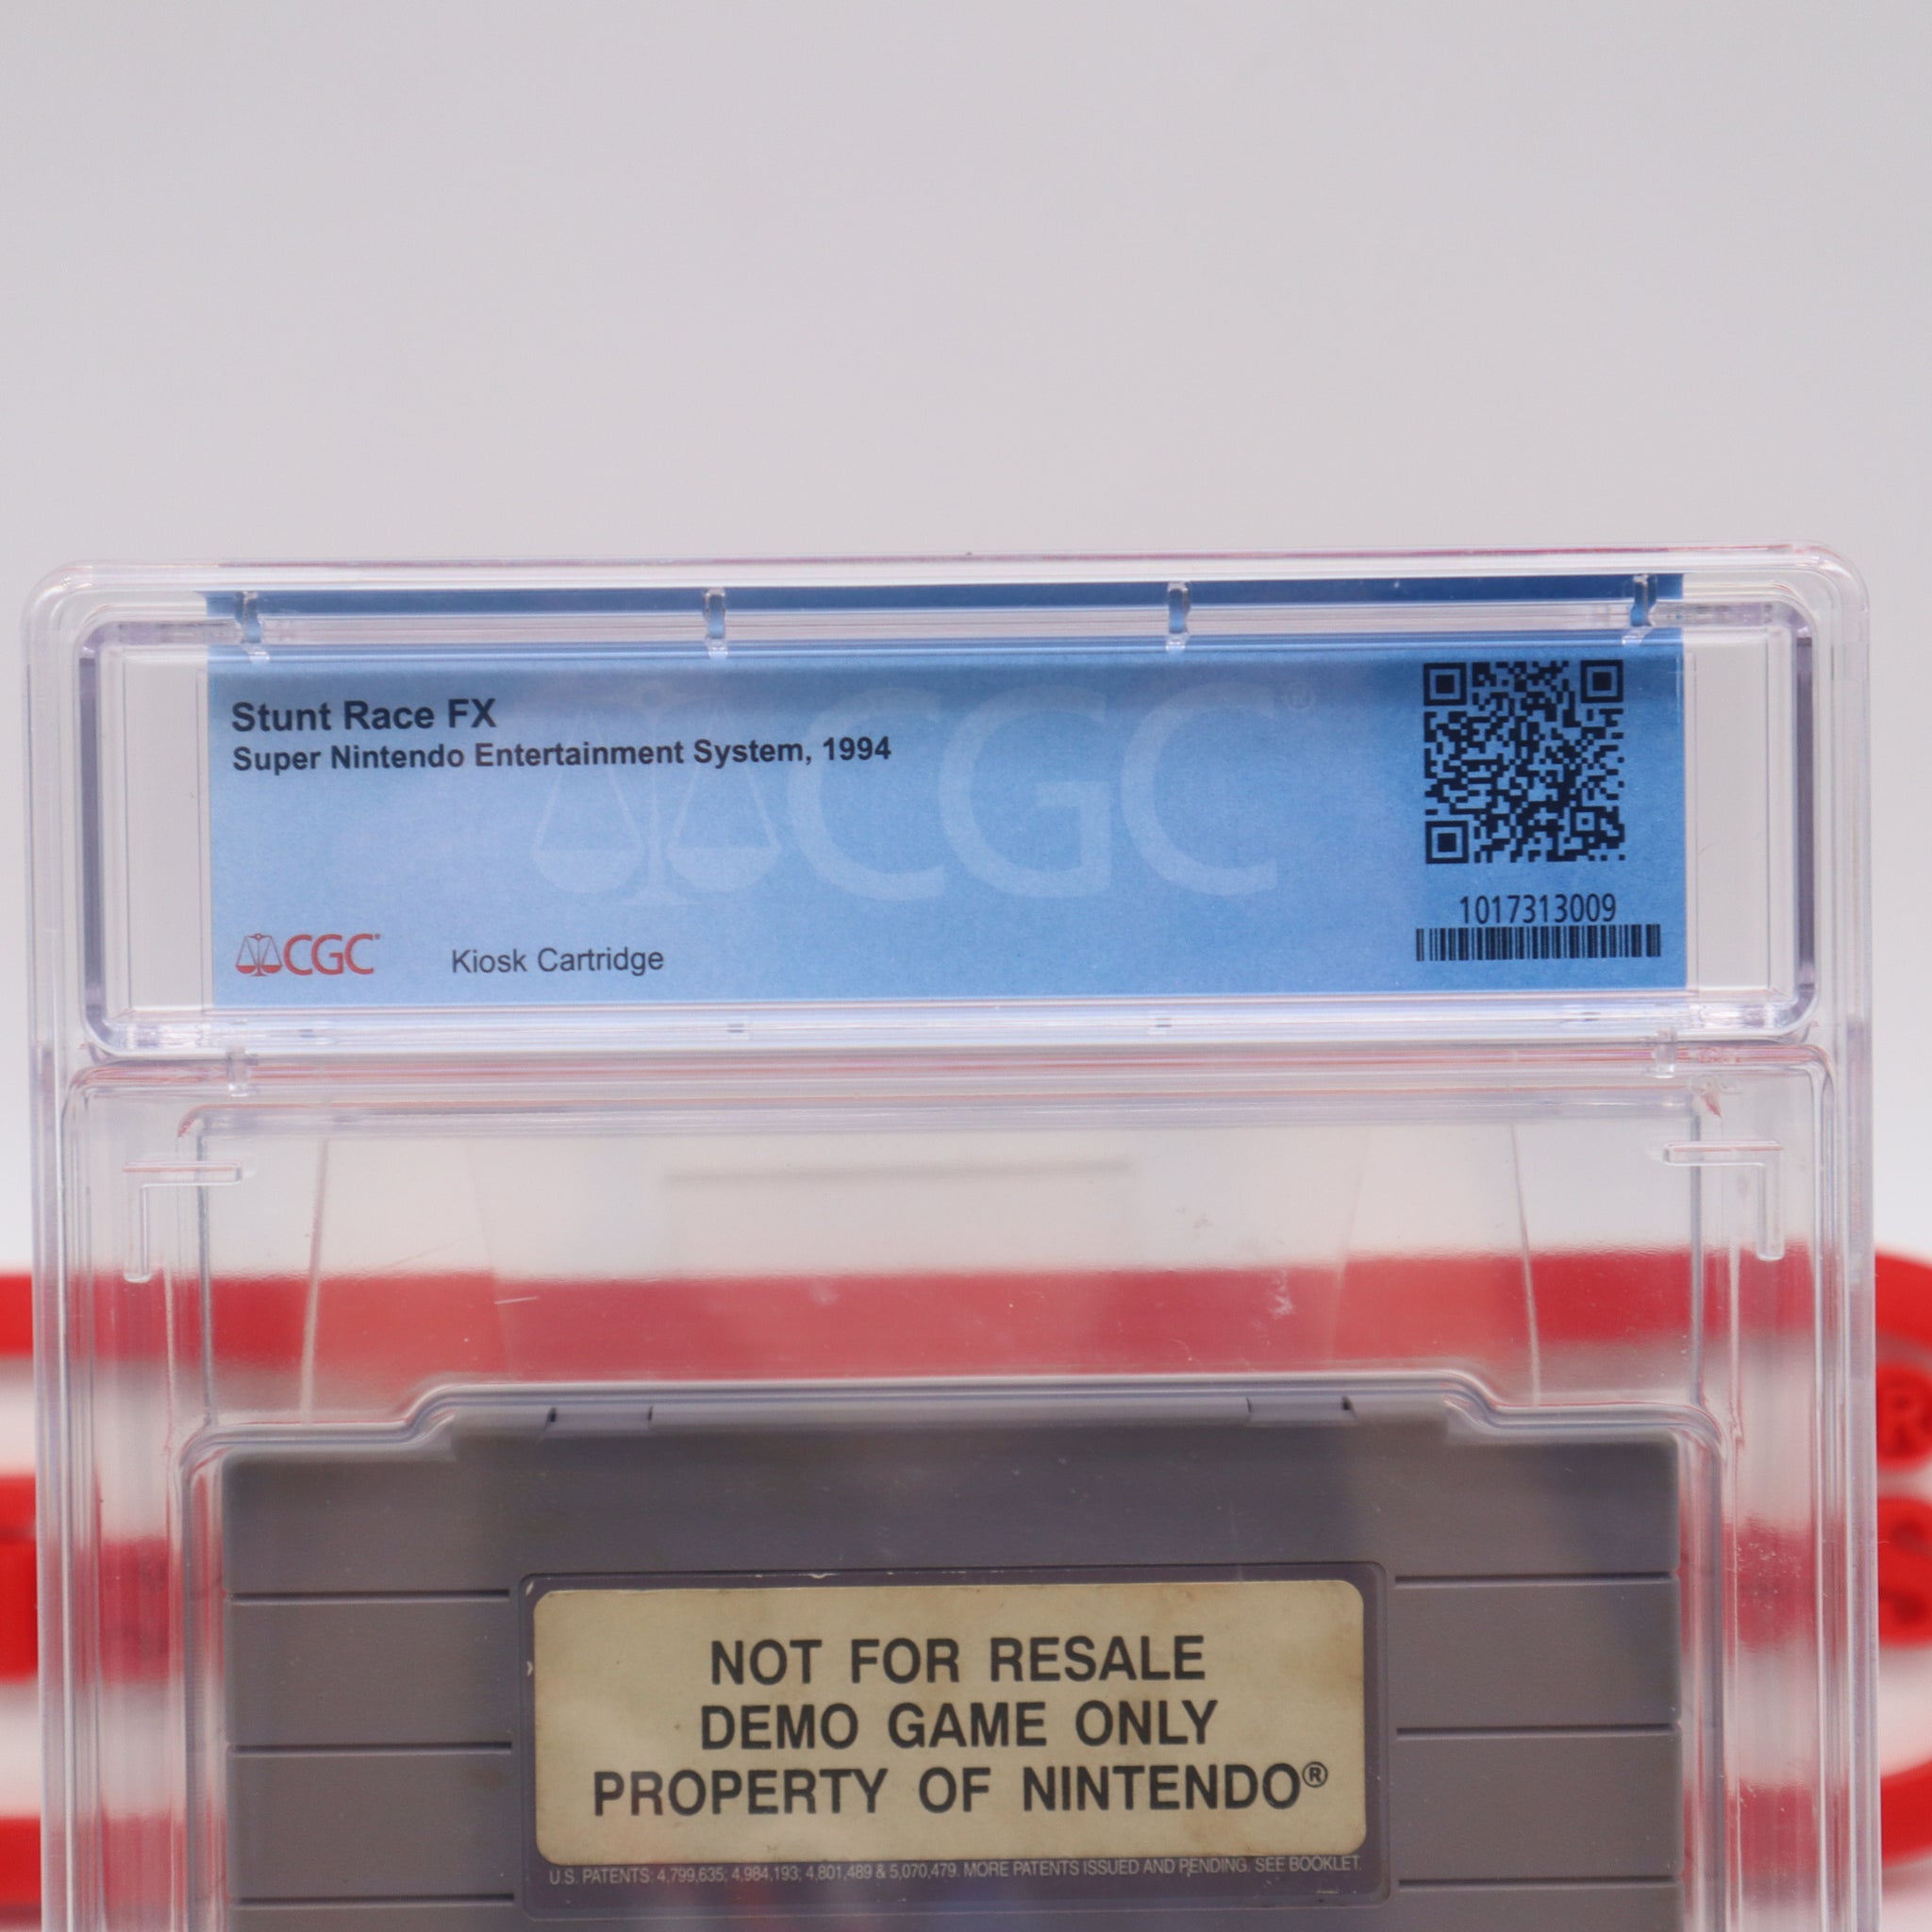 Stunt Race FX
Super Nintendo Entertainment System, 1994
CGC®
1017313009
CGC® Kiosk Cartridge
R
S
NOT FOR RESALE
DEMO GAME ONLY
PROPERTY OF NINTENDO®
U.S. PATENTS: 4,799,635; 4,984,193; 4,801,489 & 5,070,479. MORE PATENTS ISSUED AND PENDING. SEE BOOKLET.